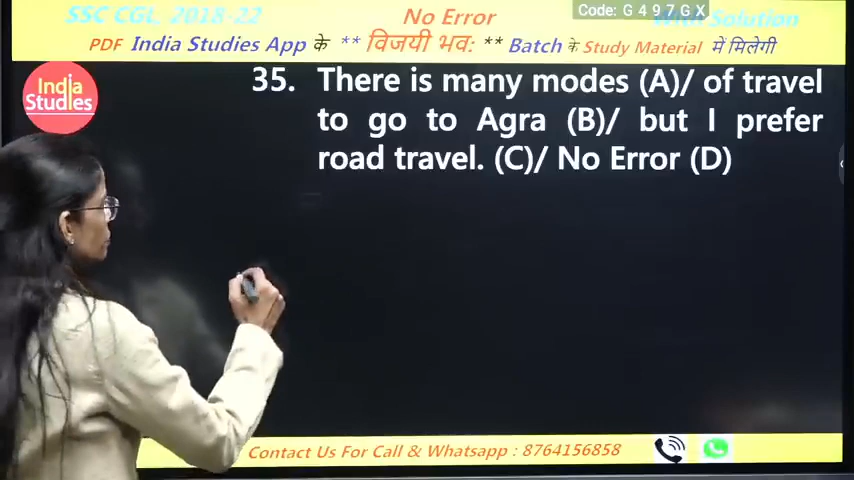 SSC CGL, 2018-22 No Error With Solution
Code: G 4 9 7 G X
PDF India Studies App के ** विजयी भव: ** Batch के Study Material में मिलेगी
India
Studies
35. There is many modes (A)/ of travel
to go to Agra (B)/ but I prefer
road travel. (C)/ No Error (D)
Contact Us For Call & Whatsapp : 8764156858